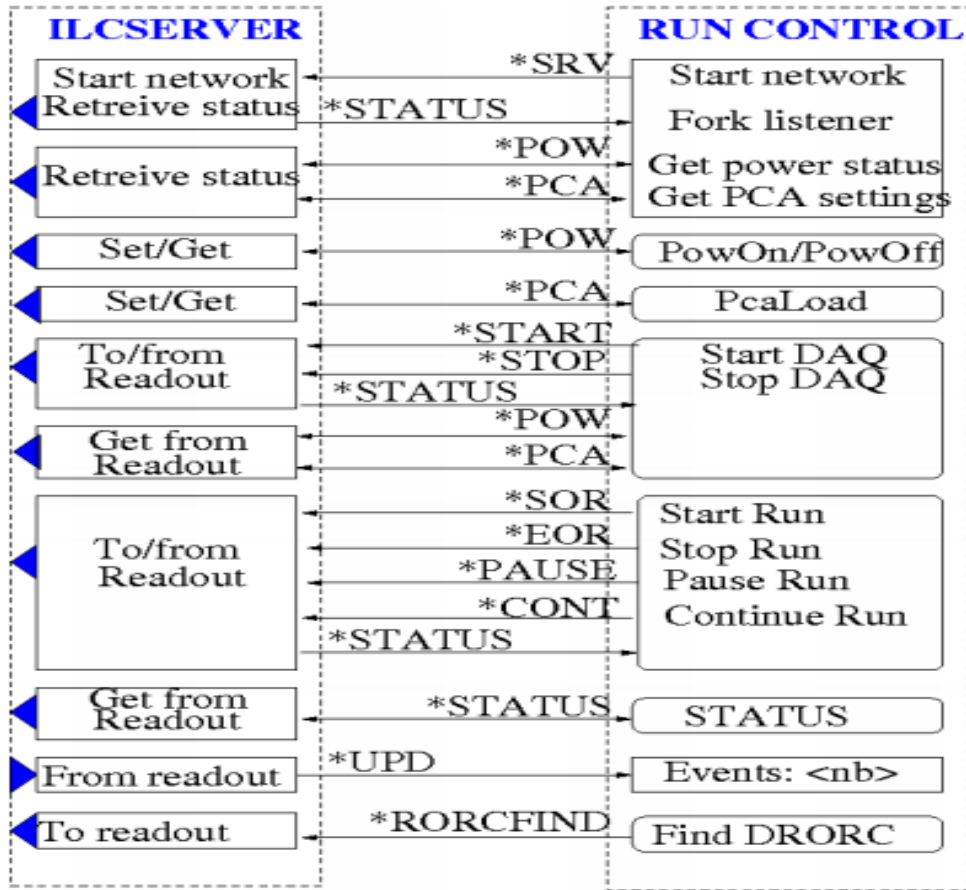 ILCSERVER
RUN CONTROL
Start network
*SRV
Start network
Retreive status
*STATUS
Fork listener
Retreive status
*POW
Get power status
*PCA
Get PCA settings
Set/Get
*POW
PowOn/PowOff
Set/Get
*PCA
PcaLoad
To/from
Readout
*START
Start DAQ
*STOP
Stop DAQ
*STATUS
Get from
Readout
*POW
*PCA
To/from
Readout
*SOR
Start Run
*EOR
Stop Run
*PAUSE
Pause Run
*CONT
Continue Run
*STATUS
Get from
Readout
*STATUS
STATUS
From readout
*UPD
Events: <nb>
To readout
*RORCFIND
Find DRORC